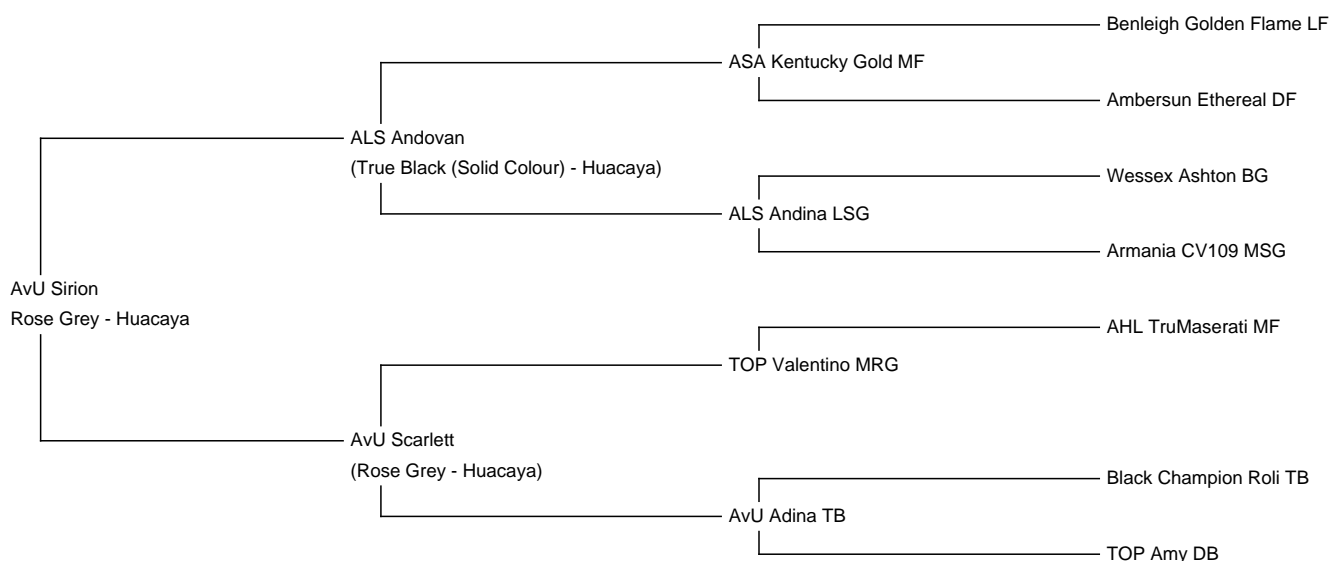 Benleigh Golden Flame LF
ASA Kentucky Gold MF
Ambersun Ethereal DF
ALS Andovan
(True Black (Solid Colour) - Huacaya)
Wessex Ashton BG
ALS Andina LSG
Armania CV109 MSG
AvU Sirion
Rose Grey - Huacaya
AHL TruMaserati MF
TOP Valentino MRG
AvU Scarlett
(Rose Grey - Huacaya)
Black Champion Roli TB
AvU Adina TB
TOP Amy DB